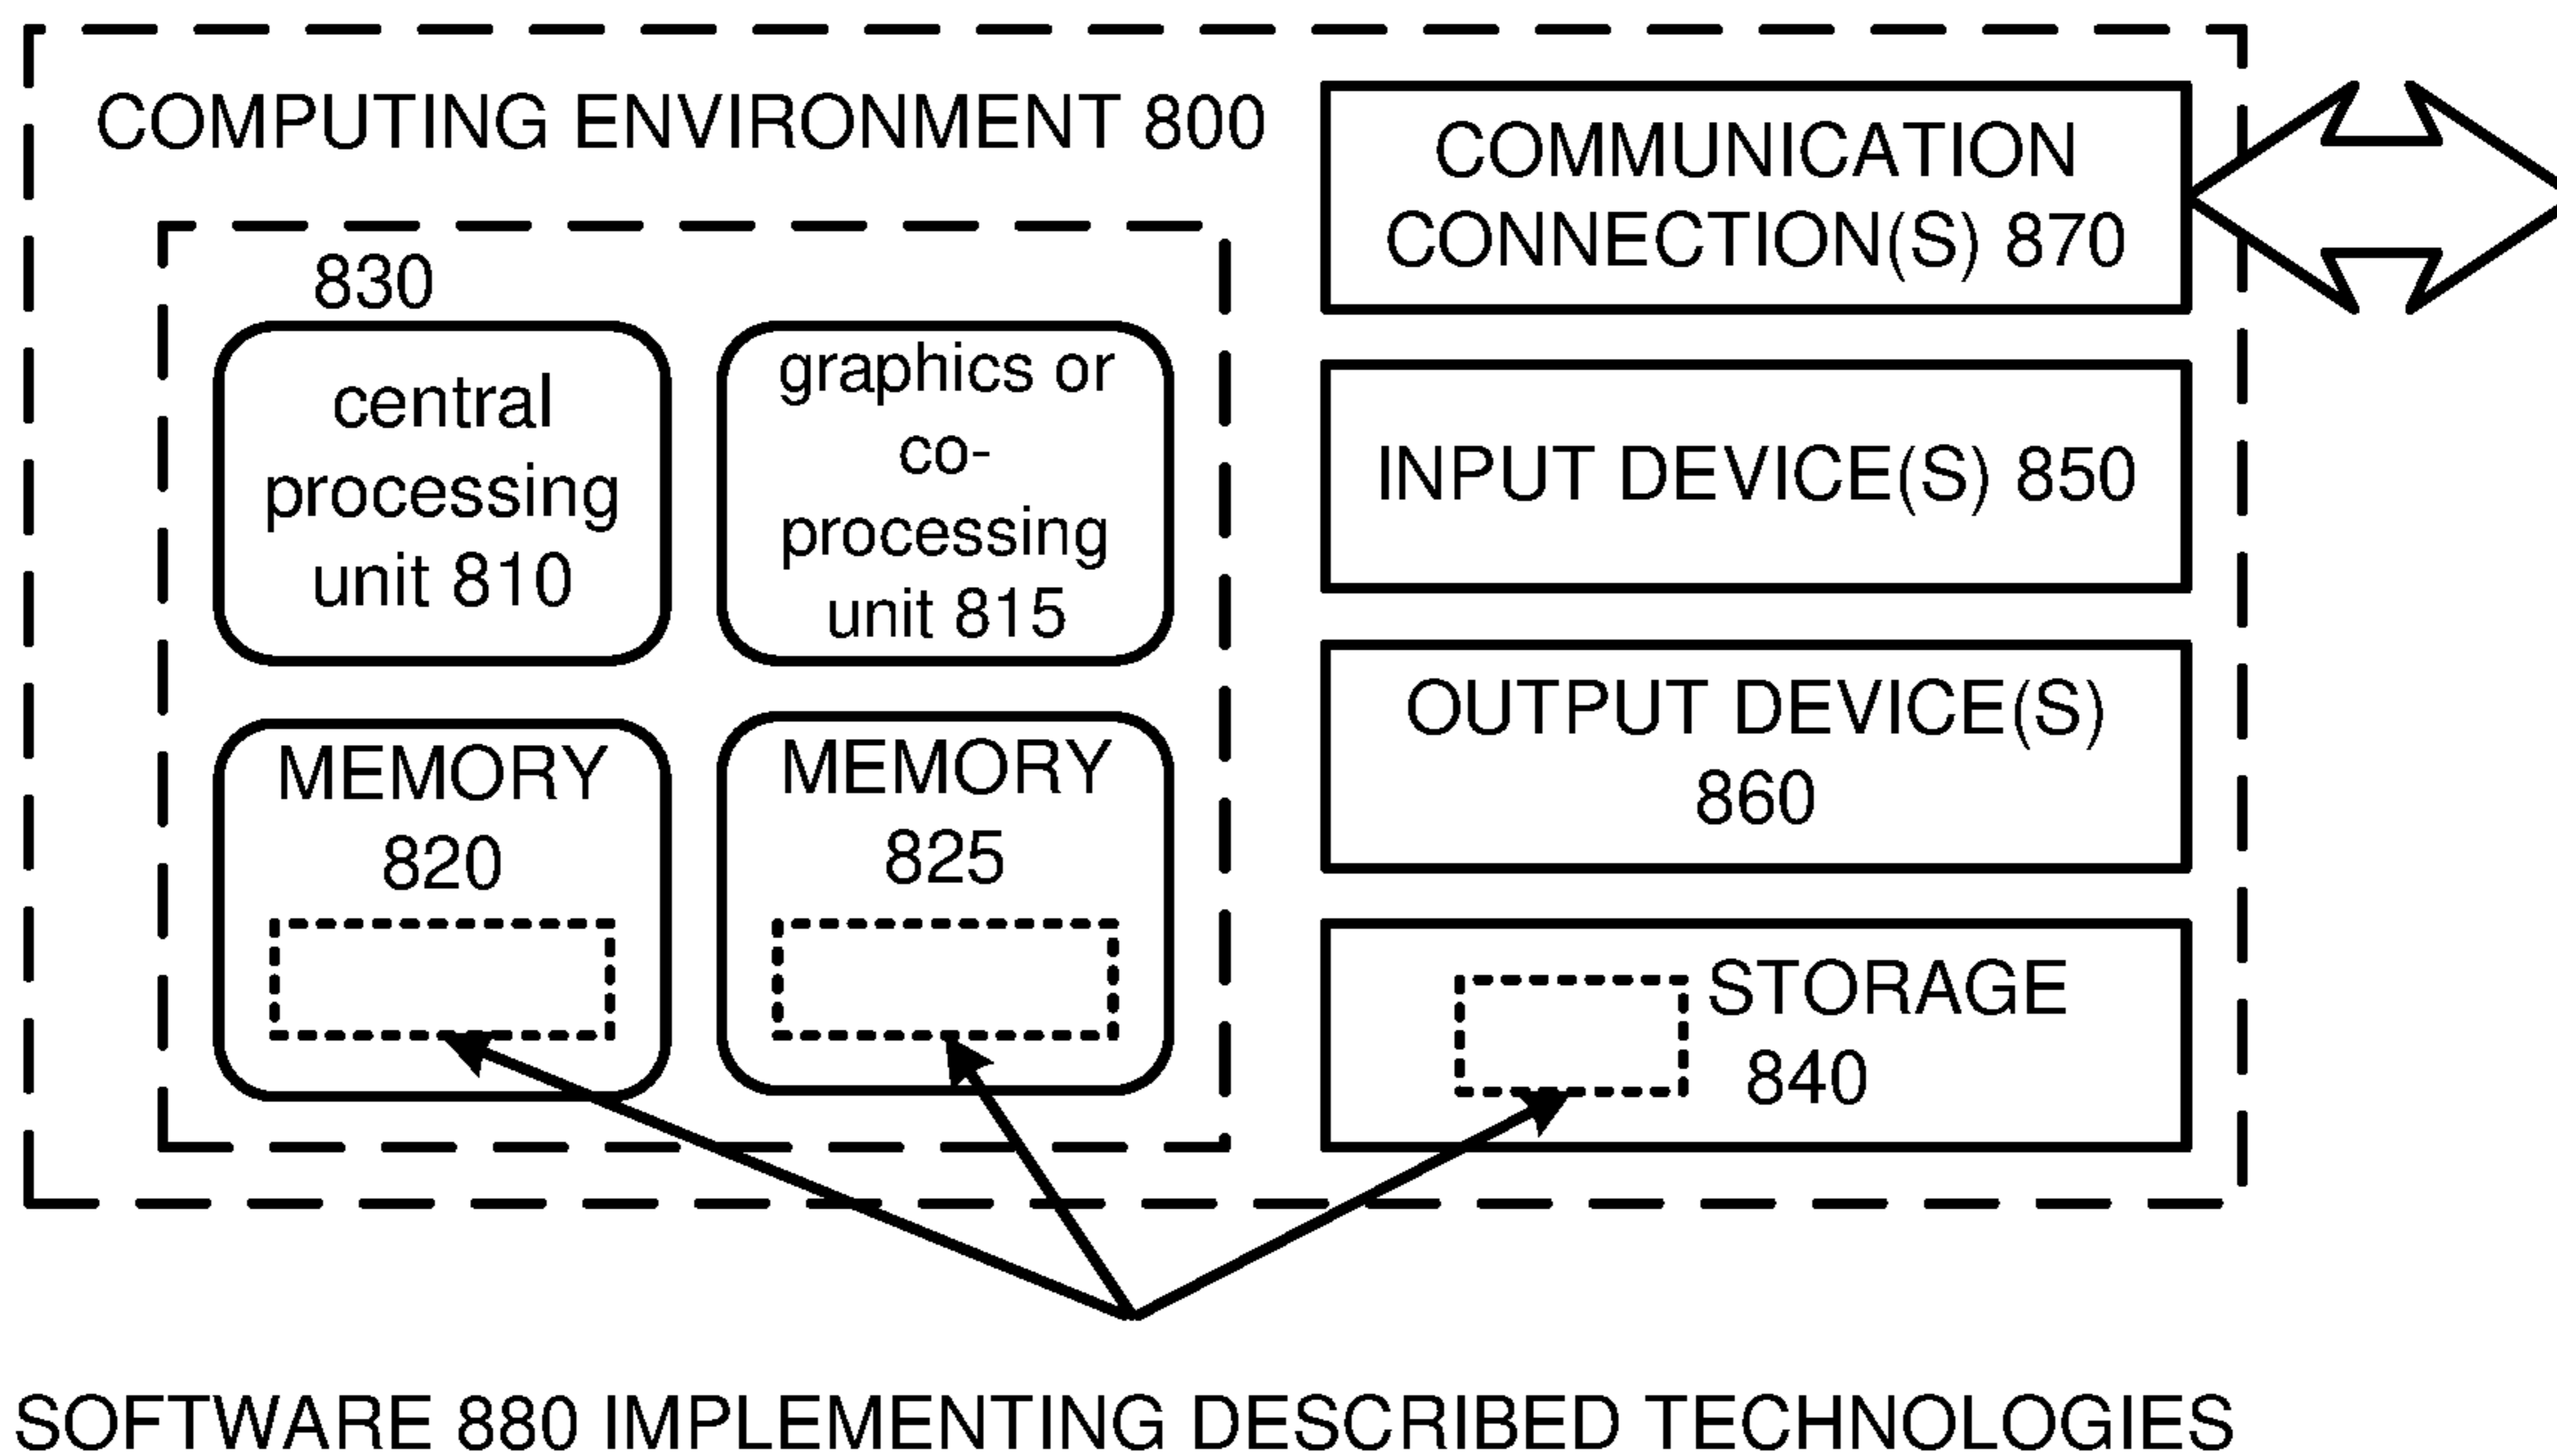 COMPUTING ENVIRONMENT 800
830
central
processing
unit 810
graphics or
co-
processing
unit 815
MEMORY
820
MEMORY
825
COMMUNICATION
CONNECTION(S) 870
INPUT DEVICE(S) 850
OUTPUT DEVICE(S)
860
STORAGE
840
SOFTWARE 880 IMPLEMENTING DESCRIBED TECHNOLOGIES